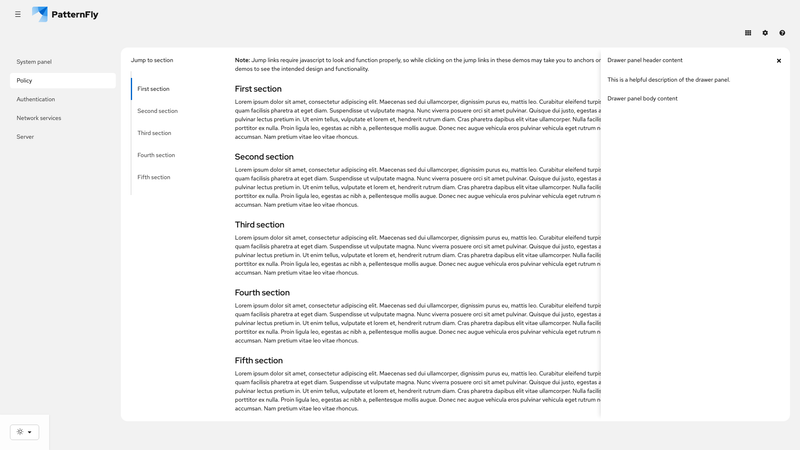 PatternFly
System panel
Policy
Authentication
Network services
Server
Jump to section
First section
Second section
Third section
Fourth section
Fifth section
Note: Jump links require javascript to look and function properly, so while clicking on the jump links in these demos may take you to anchors or
demos to see the intended design and functionality.
First section
Lorem ipsum dolor sit amet, consectetur adipiscing elit. Maecenas sed dui ullamcorper, dignissim purus eu, mattis leo. Curabitur eleifend turpis
quam facilisis pharetra at eget diam. Suspendisse ut vulputate magna. Nunc viverra posuere orci sit amet pulvinar. Quisque dui justo, egestas a
pulvinar lectus pretium in. Ut enim tellus, vulputate et lorem et, hendrerit rutrum diam. Cras pharetra dapibus elit vitae ullamcorper. Nulla facilis
porttitor ex nulla. Proin ligula leo, egestas ac nibh a, pellentesque mollis augue. Donec nec augue vehicula eros pulvinar vehicula eget rutrum n
accumsan. Nam pretium vitae leo vitae rhoncus.
Second section
Lorem ipsum dolor sit amet, consectetur adipiscing elit. Maecenas sed dui ullamcorper, dignissim purus eu, mattis leo. Curabitur eleifend turpis
quam facilisis pharetra at eget diam. Suspendisse ut vulputate magna. Nunc viverra posuere orci sit amet pulvinar. Quisque dui justo, egestas a
pulvinar lectus pretium in. Ut enim tellus, vulputate et lorem et, hendrerit rutrum diam. Cras pharetra dapibus elit vitae ullamcorper. Nulla facilis
porttitor ex nulla. Proin ligula leo, egestas ac nibh a, pellentesque mollis augue. Donec nec augue vehicula eros pulvinar vehicula eget rutrum n
accumsan. Nam pretium vitae leo vitae rhoncus.
Third section
Lorem ipsum dolor sit amet, consectetur adipiscing elit. Maecenas sed dui ullamcorper, dignissim purus eu, mattis leo. Curabitur eleifend turpis
quam facilisis pharetra at eget diam. Suspendisse ut vulputate magna. Nunc viverra posuere orci sit amet pulvinar. Quisque dui justo, egestas a
pulvinar lectus pretium in. Ut enim tellus, vulputate et lorem et, hendrerit rutrum diam. Cras pharetra dapibus elit vitae ullamcorper. Nulla facilis
porttitor ex nulla. Proin ligula leo, egestas ac nibh a, pellentesque mollis augue. Donec nec augue vehicula eros pulvinar vehicula eget rutrum n
accumsan. Nam pretium vitae leo vitae rhoncus.
Fourth section
Lorem ipsum dolor sit amet, consectetur adipiscing elit. Maecenas sed dui ullamcorper, dignissim purus eu, mattis leo. Curabitur eleifend turpis
quam facilisis pharetra at eget diam. Suspendisse ut vulputate magna. Nunc viverra posuere orci sit amet pulvinar. Quisque dui justo, egestas a
pulvinar lectus pretium in. Ut enim tellus, vulputate et lorem et, hendrerit rutrum diam. Cras pharetra dapibus elit vitae ullamcorper. Nulla facilis
porttitor ex nulla. Proin ligula leo, egestas ac nibh a, pellentesque mollis augue. Donec nec augue vehicula eros pulvinar vehicula eget rutrum n
accumsan. Nam pretium vitae leo vitae rhoncus.
Fifth section
Lorem ipsum dolor sit amet, consectetur adipiscing elit. Maecenas sed dui ullamcorper, dignissim purus eu, mattis leo. Curabitur eleifend turpis
quam facilisis pharetra at eget diam. Suspendisse ut vulputate magna. Nunc viverra posuere orci sit amet pulvinar. Quisque dui justo, egestas a
pulvinar lectus pretium in. Ut enim tellus, vulputate et lorem et, hendrerit rutrum diam. Cras pharetra dapibus elit vitae ullamcorper. Nulla facilis
porttitor ex nulla. Proin ligula leo, egestas ac nibh a, pellentesque mollis augue. Donec nec augue vehicula eros pulvinar vehicula eget rutrum n
accumsan. Nam pretium vitae leo vitae rhoncus.
Drawer panel header content
This is a helpful description of the drawer panel.
Drawer panel body content